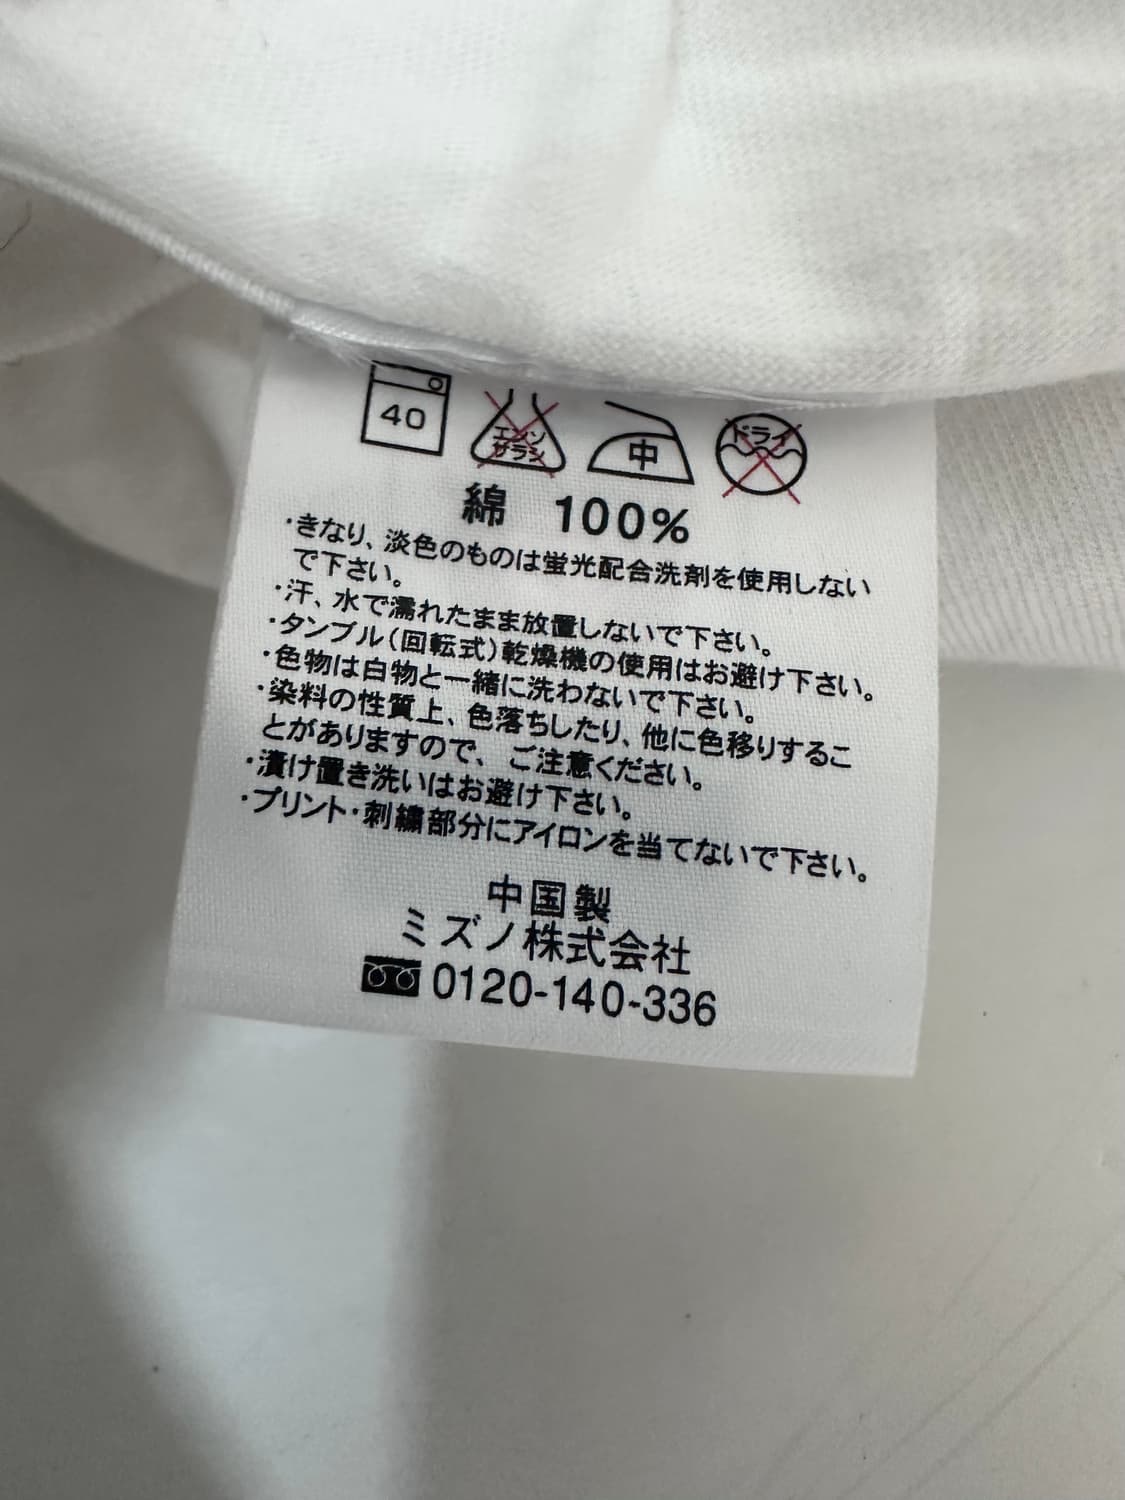 40
エンソ
サラシ
中
ドライ
綿 100%
・きなり、淡色のものは蛍光配合洗剤を使用しない
で下さい。
・汗、水で濡れたまま放置しないで下さい。
・タンブル(回転式)乾燥機の使用はお避け下さい。
・色物は白物と一緒に洗わないで下さい。
・染料の性質上、色落ちしたり、他に色移りするこ
とがありますので、ご注意ください。
・漬け置き洗いはお避け下さい。
・プリント・刺繍部分にアイロンを当てないで下さい。
中国製
ミズノ株式会社
0120-140-336